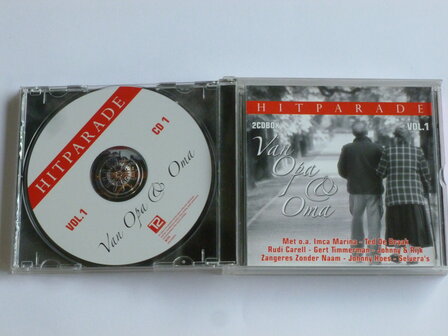 HITPARADE
CD 1
VOL.1
Van Opa & Oma
12
HITPARADE
2CDBOX
VOL.1
Van
Opa
&
Oma
Met o.a. Imca Marina - Ted De Braak
Rudi Carell - Gert Timmerman - Johnny & Rijk
Zangeres Zonder Naam - Johnny Hoes - Selvera's